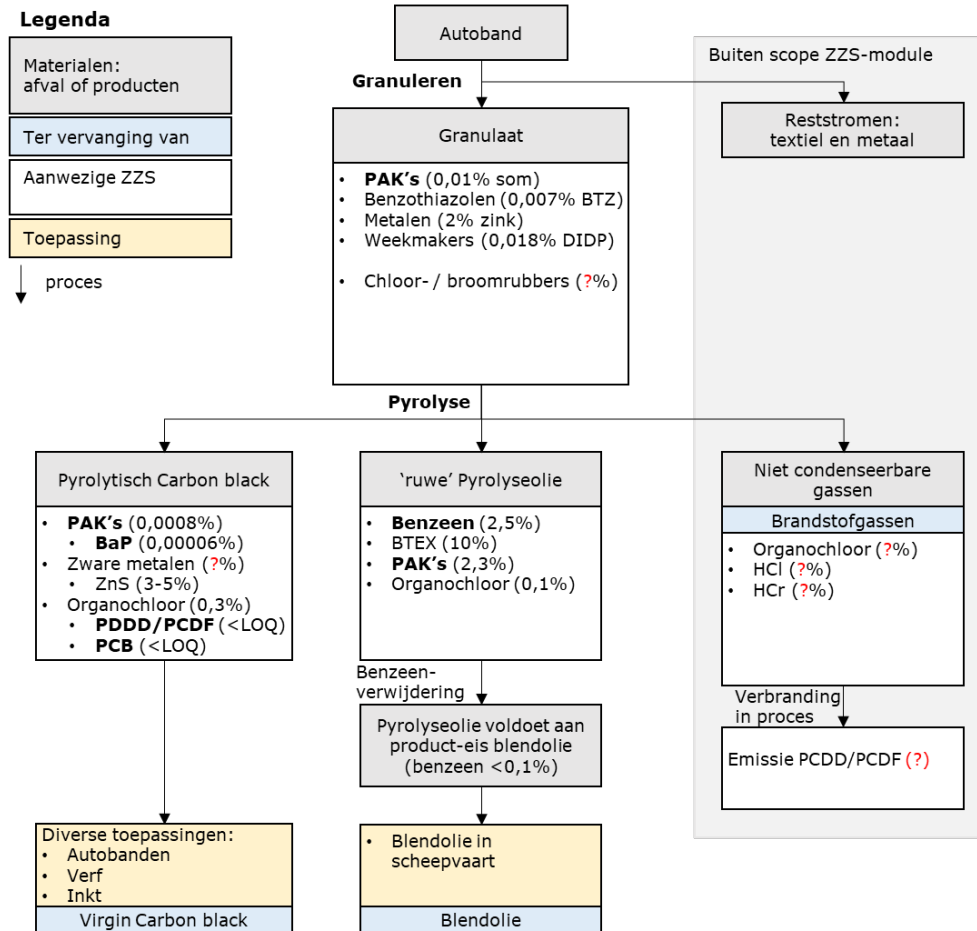 Legenda
Materialen:
afval of producten
Ter vervanging van
Aanwezige ZZS
Toepassing
proces
Autoband
Granuleren
Buiten scope ZZS-module
Reststromen:
textiel en metaal
Granulaat
• PAK's (0,01% som)
• Benzothiazolen (0,007% BTZ)
• Metalen (2% zink)
• Weekmakers (0,018% DIDP)
• Chloor- / broomrubbers (?%)
Pyrolyse
Pyrolytisch Carbon black
• PAK's (0,0008%)
• BaP (0,00006%)
• Zware metalen (?%)
• ZnS (3-5%)
• Organochloor (0,3%)
• PDDD/PCDF (<LOQ)
• PCB (<LOQ)
Diverse toepassingen:
• Autobanden
• Verf
• Inkt
Virgin Carbon black
'ruwe' Pyrolyseolie
• Benzeen (2,5%)
• BTEX (10%)
• PAK's (2,3%)
• Organochloor (0,1%)
Benzeen-
verwijdering
Pyrolyseolie voldoet aan
product-eis blendolie
(benzeen <0,1%)
• Blendolie in
scheepvaart
Blendolie
Niet condenseerbare
gassen
Brandstofgassen
• Organochloor (?%)
• HCl (?%)
• HCr (?%)
Verbranding
in proces
Emissie PCDD/PCDF (?)